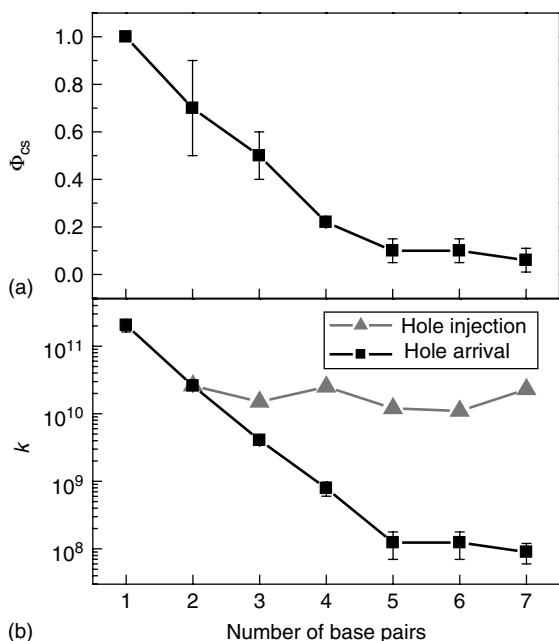 1.0
0.8
0.6
0.4
0.2
0.0
Φcs
(a)
Hole injection
Hole arrival
10¹¹
10¹⁰
10⁹
10⁸
k
1 2 3 4 5 6 7
(b) Number of base pairs